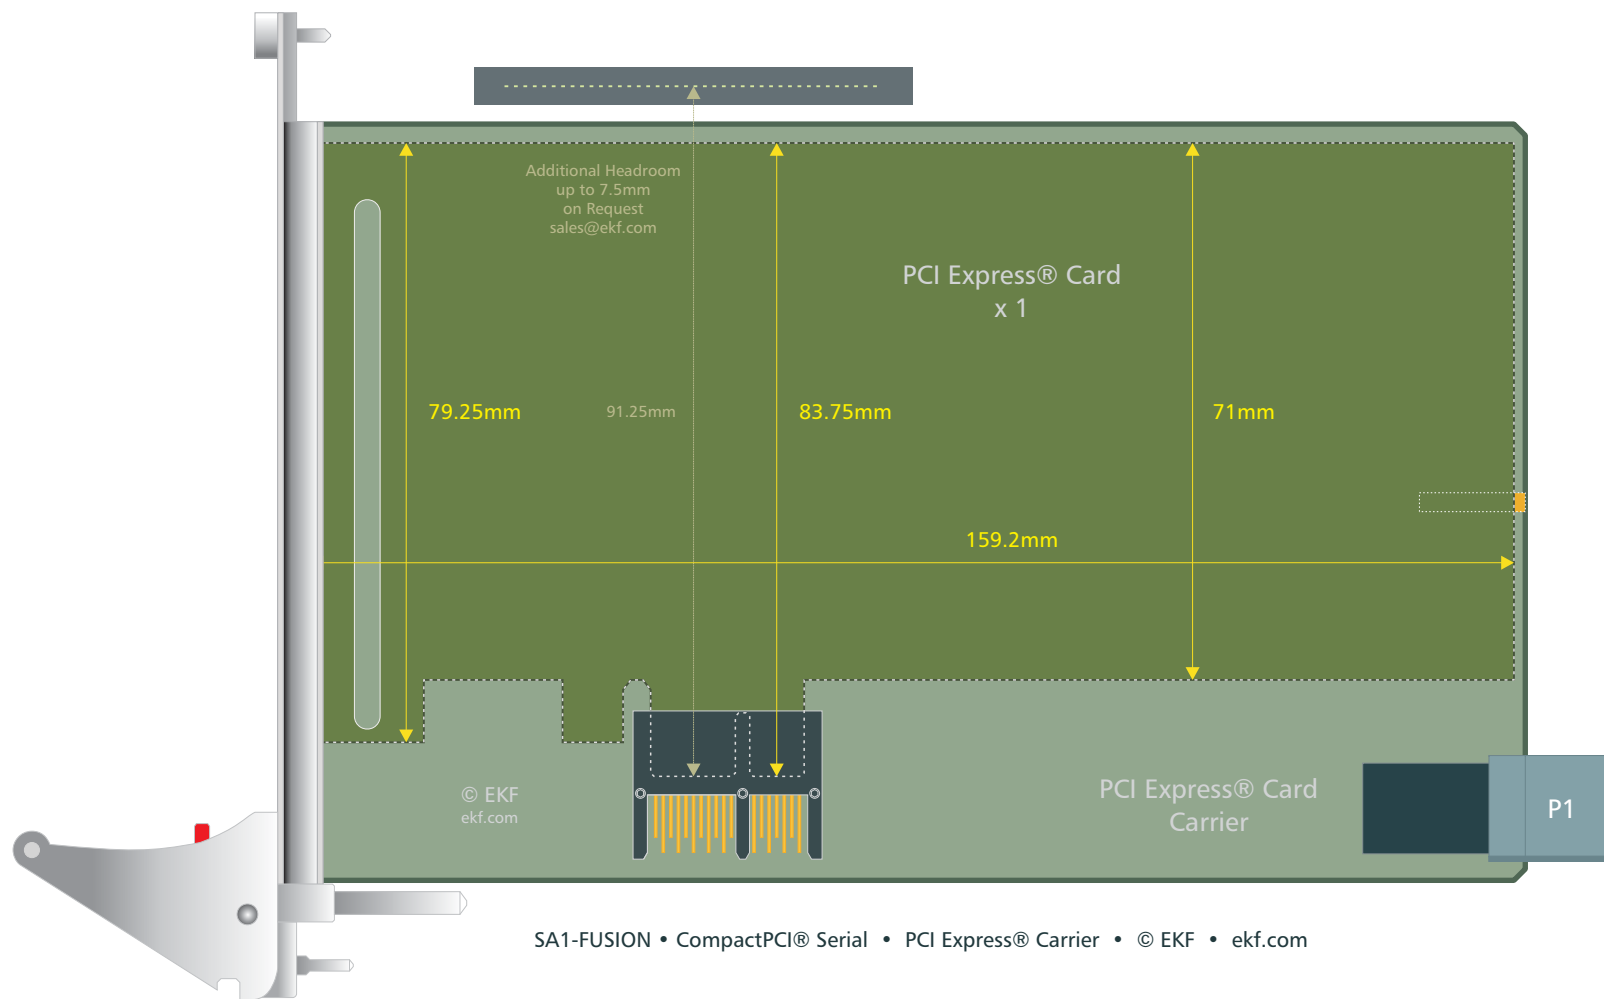 Additional Headroom
up to 7.5mm
on Request
sales@ekf.com
PCI Express® Card
x 1
79.25mm
91.25mm
83.75mm
71mm
159.2mm
© EKF
ekf.com
PCI Express® Card
Carrier
P1
SA1-FUSION • CompactPCI® Serial • PCI Express® Carrier • © EKF • ekf.com